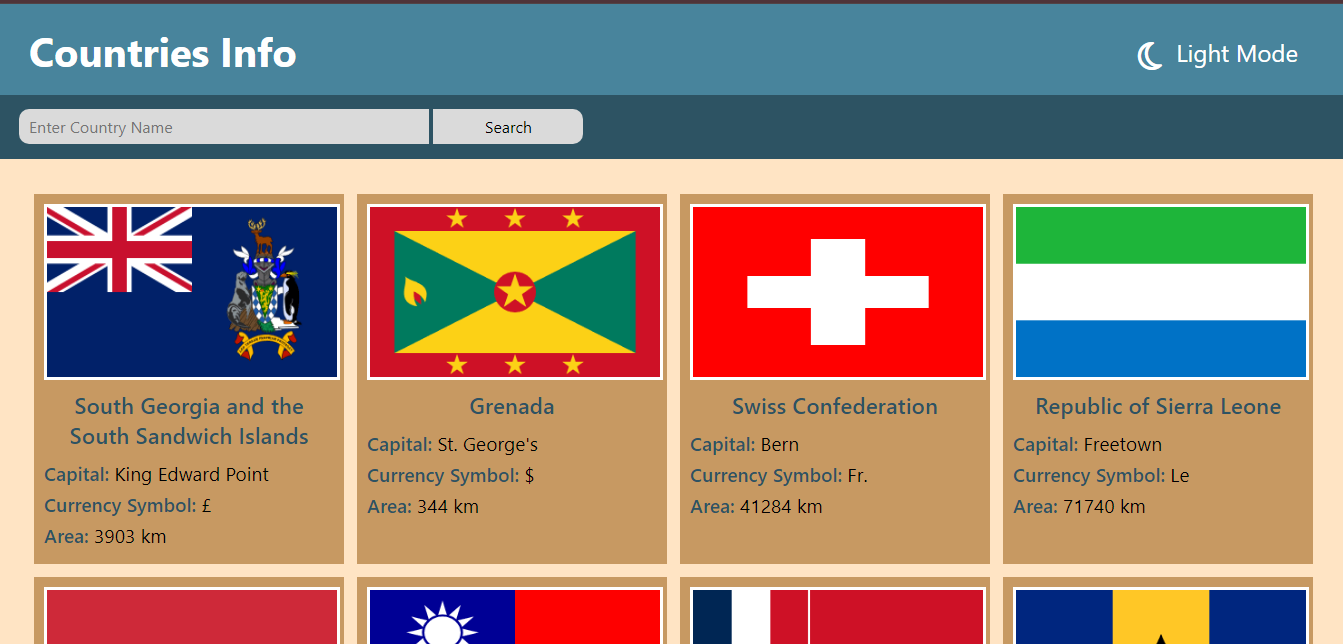 Countries Info
Light Mode
Enter Country Name
Search
South Georgia and the
South Sandwich Islands
Capital: King Edward Point
Currency Symbol: £
Area: 3903 km
Grenada
Capital: St. George's
Currency Symbol: $
Area: 344 km
Swiss Confederation
Capital: Bern
Currency Symbol: Fr.
Area: 41284 km
Republic of Sierra Leone
Capital: Freetown
Currency Symbol: Le
Area: 71740 km